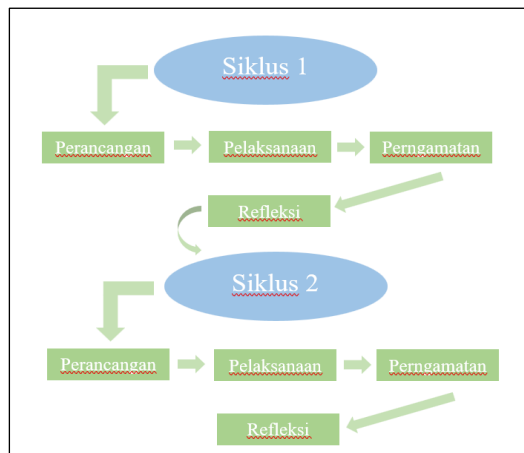 Siklus 1
Perancangan
Pelaksanaan
Perngamatan
Refleksi
Siklus 2
Perancangan
Pelaksanaan
Perngamatan
Refleksi